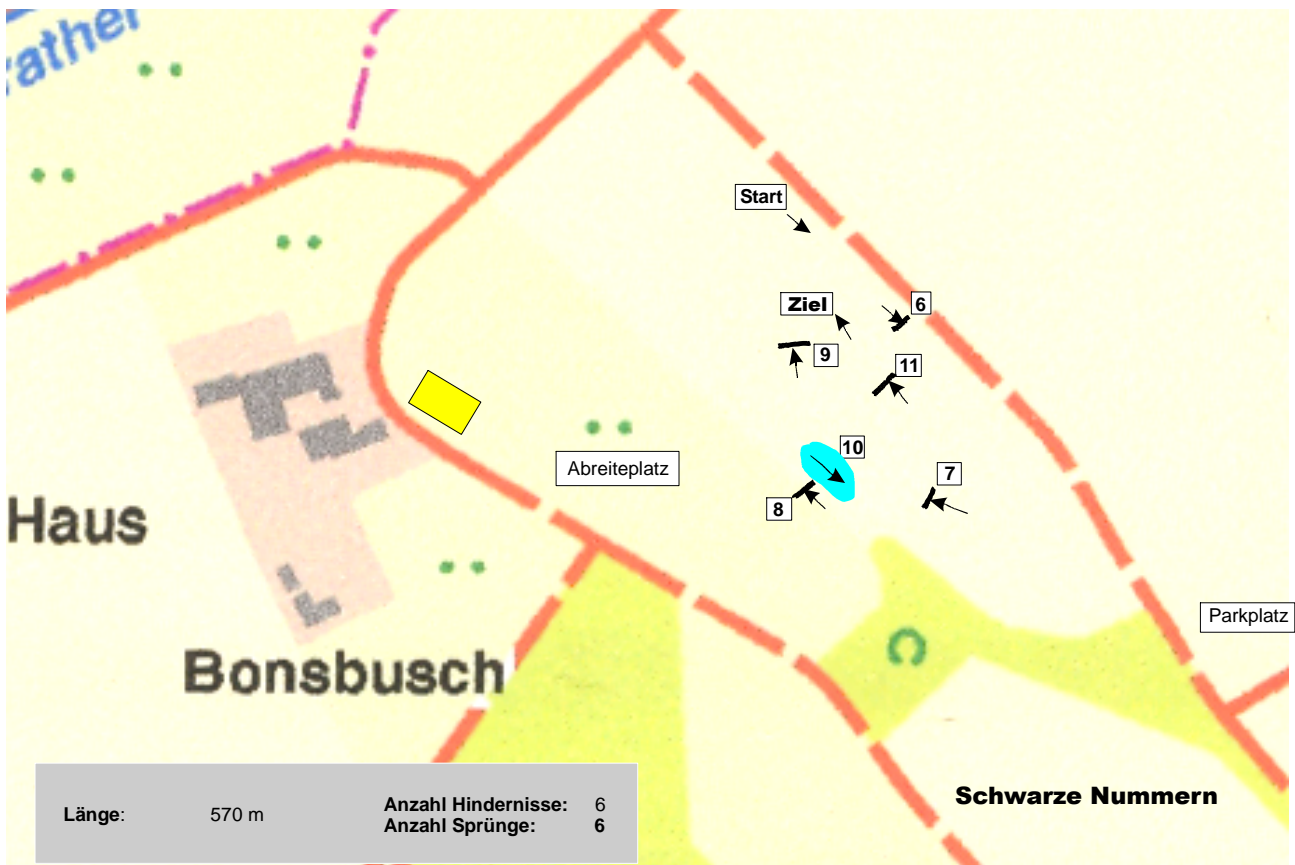 rather
Start
Ziel
6
9
11
10
7
8
Abreiteplatz
Haus
Bonsbusch
Parkplatz
C
Schwarze Nummern
Länge: 570 m
Anzahl Hindernisse: 6
Anzahl Sprünge: 6